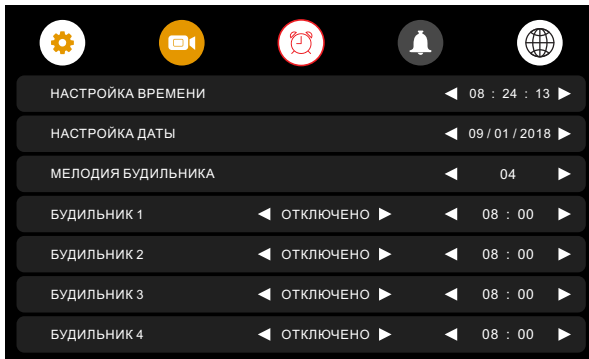 НАСТРОЙКА ВРЕМЕНИ 08 : 24 : 13
НАСТРОЙКА ДАТЫ 09 / 01 / 2018
МЕЛОДИЯ БУДИЛЬНИКА 04
БУДИЛЬНИК 1 ОТКЛЮЧЕНО 08 : 00
БУДИЛЬНИК 2 ОТКЛЮЧЕНО 08 : 00
БУДИЛЬНИК 3 ОТКЛЮЧЕНО 08 : 00
БУДИЛЬНИК 4 ОТКЛЮЧЕНО 08 : 00